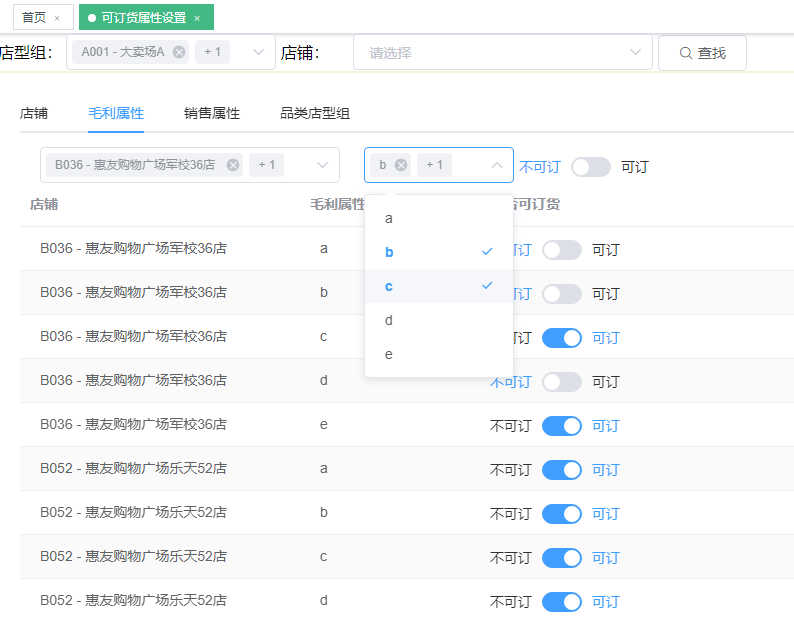 首页 × 可订货属性设置 ×
店型组： A001 - 大卖场A + 1 店铺： 请选择 查找
店铺 毛利属性 销售属性 品类店型组
B036 - 惠友购物广场军校36店 + 1 b + 1 不可订 可订
店铺 毛利属性 可订货
a
b
c
d
e
B036 - 惠友购物广场军校36店 a 订 可订
B036 - 惠友购物广场军校36店 b 订 可订
B036 - 惠友购物广场军校36店 c 订 可订
B036 - 惠友购物广场军校36店 d 不可订 可订
B036 - 惠友购物广场军校36店 e 不可订 可订
B052 - 惠友购物广场乐天52店 a 不可订 可订
B052 - 惠友购物广场乐天52店 b 不可订 可订
B052 - 惠友购物广场乐天52店 c 不可订 可订
B052 - 惠友购物广场乐天52店 d 不可订 可订